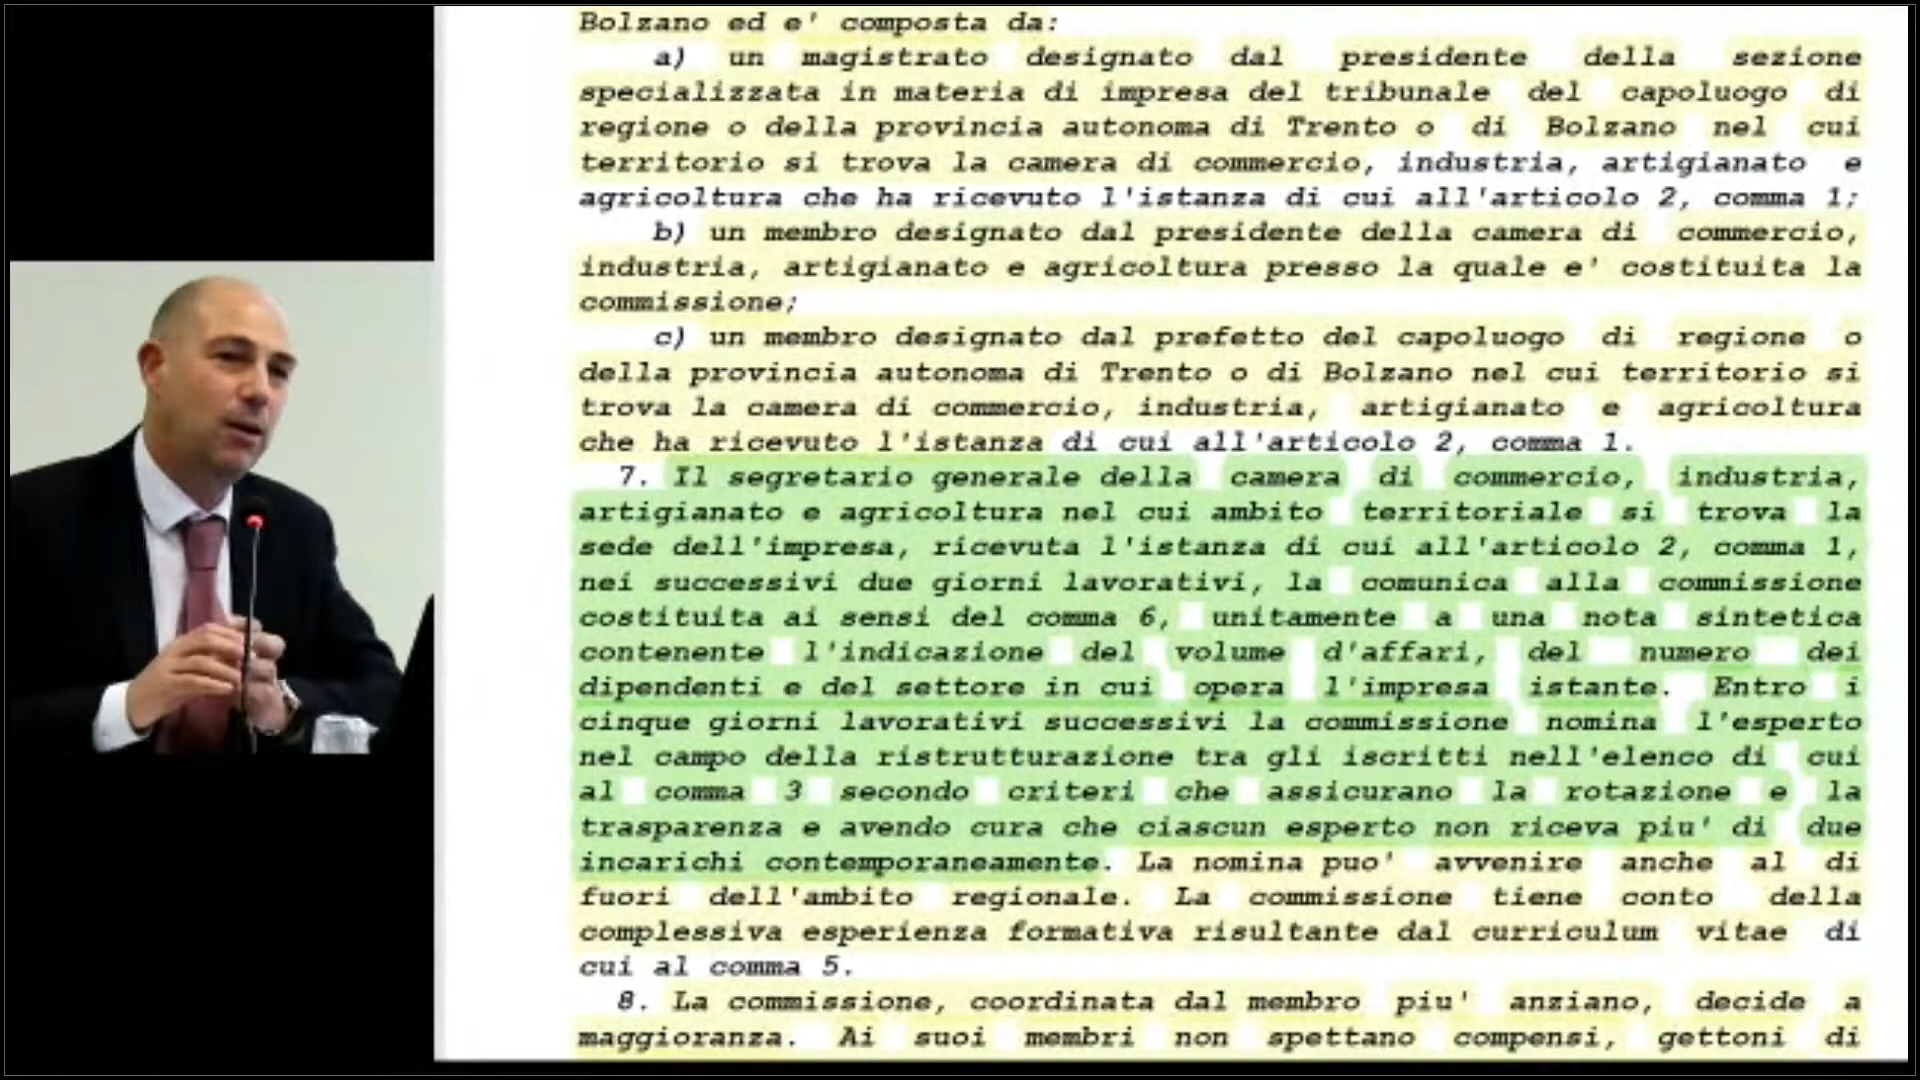 Bolzano ed e' composta da:
a) un magistrato designato dal presidente della sezione
specializzata in materia di impresa del tribunale del capoluogo di
regione o della provincia autonoma di Trento o di Bolzano nel cui
territorio si trova la camera di commercio, industria, artigianato e
agricoltura che ha ricevuto l'istanza di cui all'articolo 2, comma 1;
b) un membro designato dal presidente della camera di commercio,
industria, artigianato e agricoltura presso la quale e' costituita la
commissione;
c) un membro designato dal prefetto del capoluogo di regione o
della provincia autonoma di Trento o di Bolzano nel cui territorio si
trova la camera di commercio, industria, artigianato e agricoltura
che ha ricevuto l'istanza di cui all'articolo 2, comma 1.
7. Il segretario generale della camera di commercio, industria,
artigianato e agricoltura nel cui ambito territoriale si trova la
sede dell'impresa, ricevuta l'istanza di cui all'articolo 2, comma 1,
nei successivi due giorni lavorativi, la comunica alla commissione
costituita ai sensi del comma 6, unitamente a una nota sintetica
contenente l'indicazione del volume d'affari, del numero dei
dipendenti e del settore in cui opera l'impresa istante. Entro i
cinque giorni lavorativi successivi la commissione nomina l'esperto
nel campo della ristrutturazione tra gli iscritti nell'elenco di cui
al comma 3 secondo criteri che assicurano la rotazione e la
trasparenza e avendo cura che ciascun esperto non riceva piu' di due
incarichi contemporaneamente. La nomina puo' avvenire anche al di
fuori dell'ambito regionale. La commissione tiene conto della
complessiva esperienza formativa risultante dal curriculum vitae di
cui al comma 5.
8. La commissione, coordinata dal membro piu' anziano, decide a
maggioranza. Ai suoi membri non spettano compensi, gettoni di